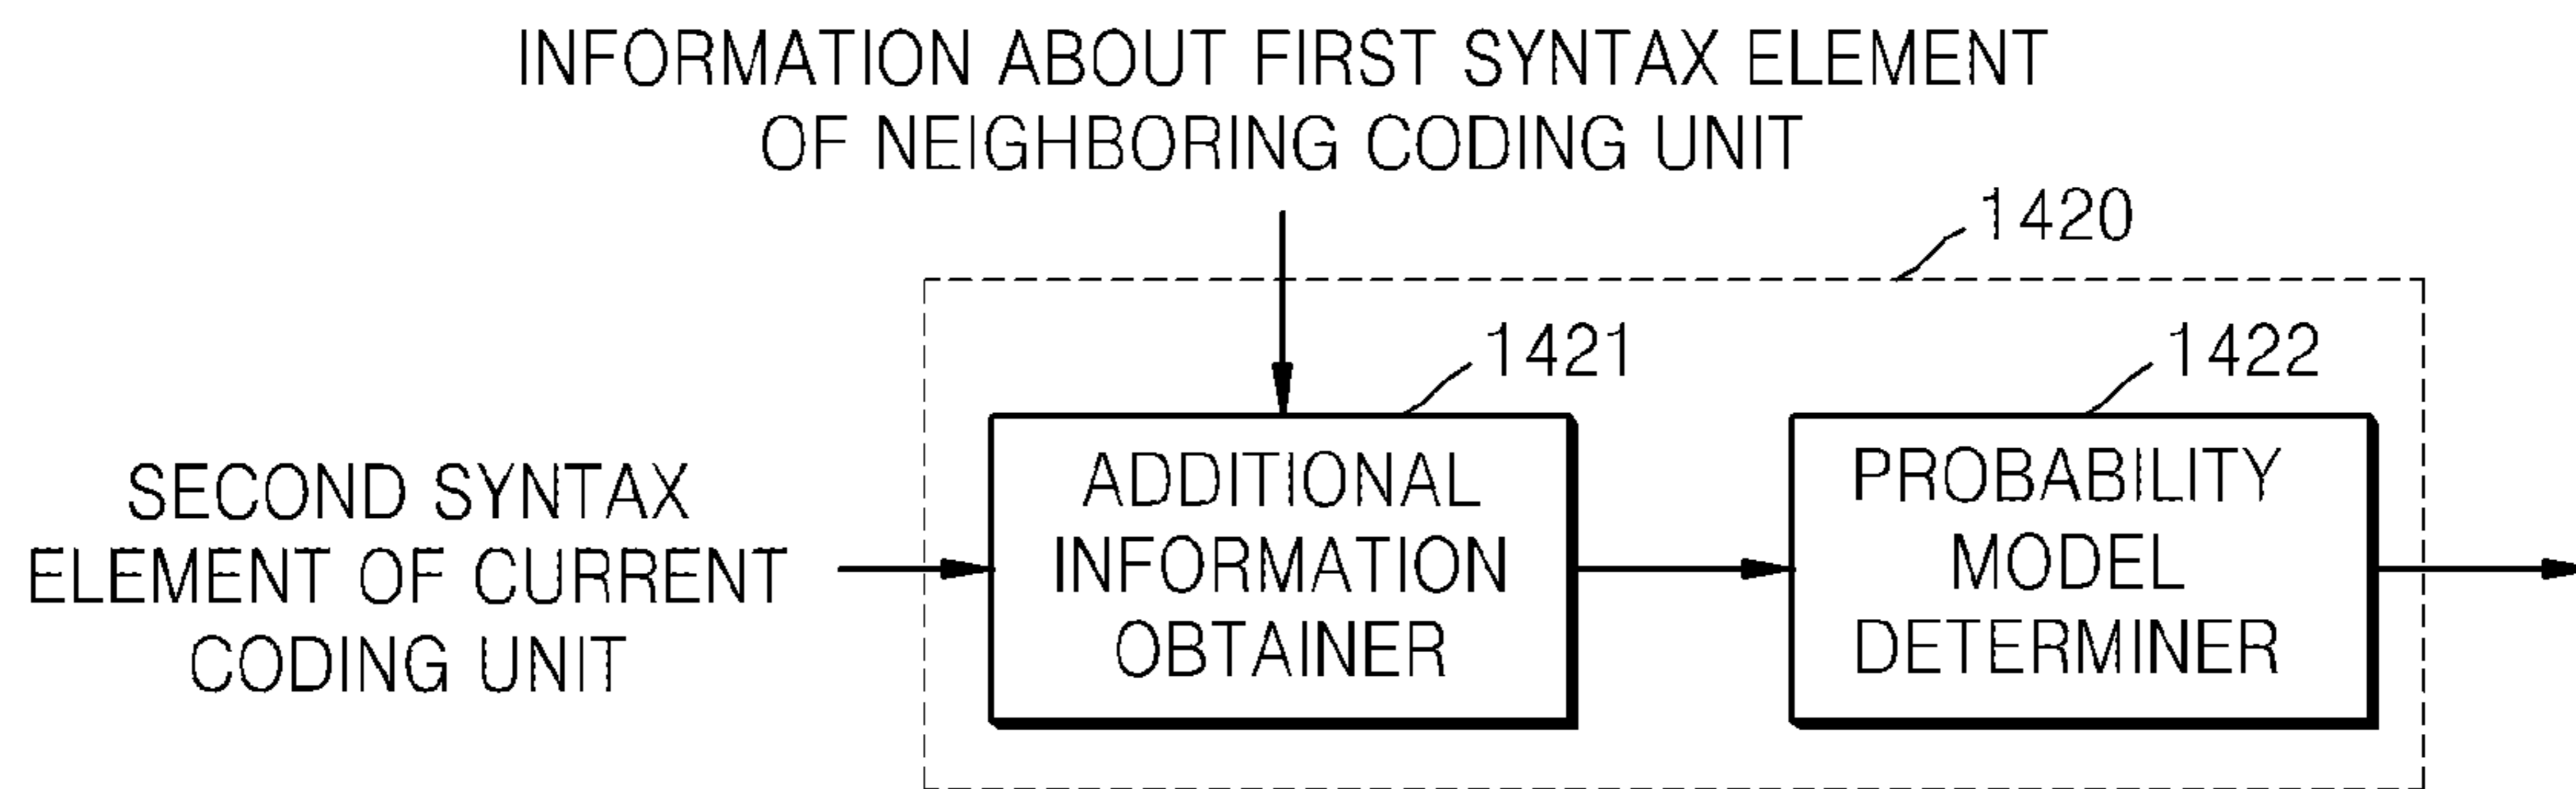 INFORMATION ABOUT FIRST SYNTAX ELEMENT
OF NEIGHBORING CODING UNIT
1420
1421
1422
SECOND SYNTAX
ELEMENT OF CURRENT
CODING UNIT
ADDITIONAL
INFORMATION
OBTAINER
PROBABILITY
MODEL
DETERMINER